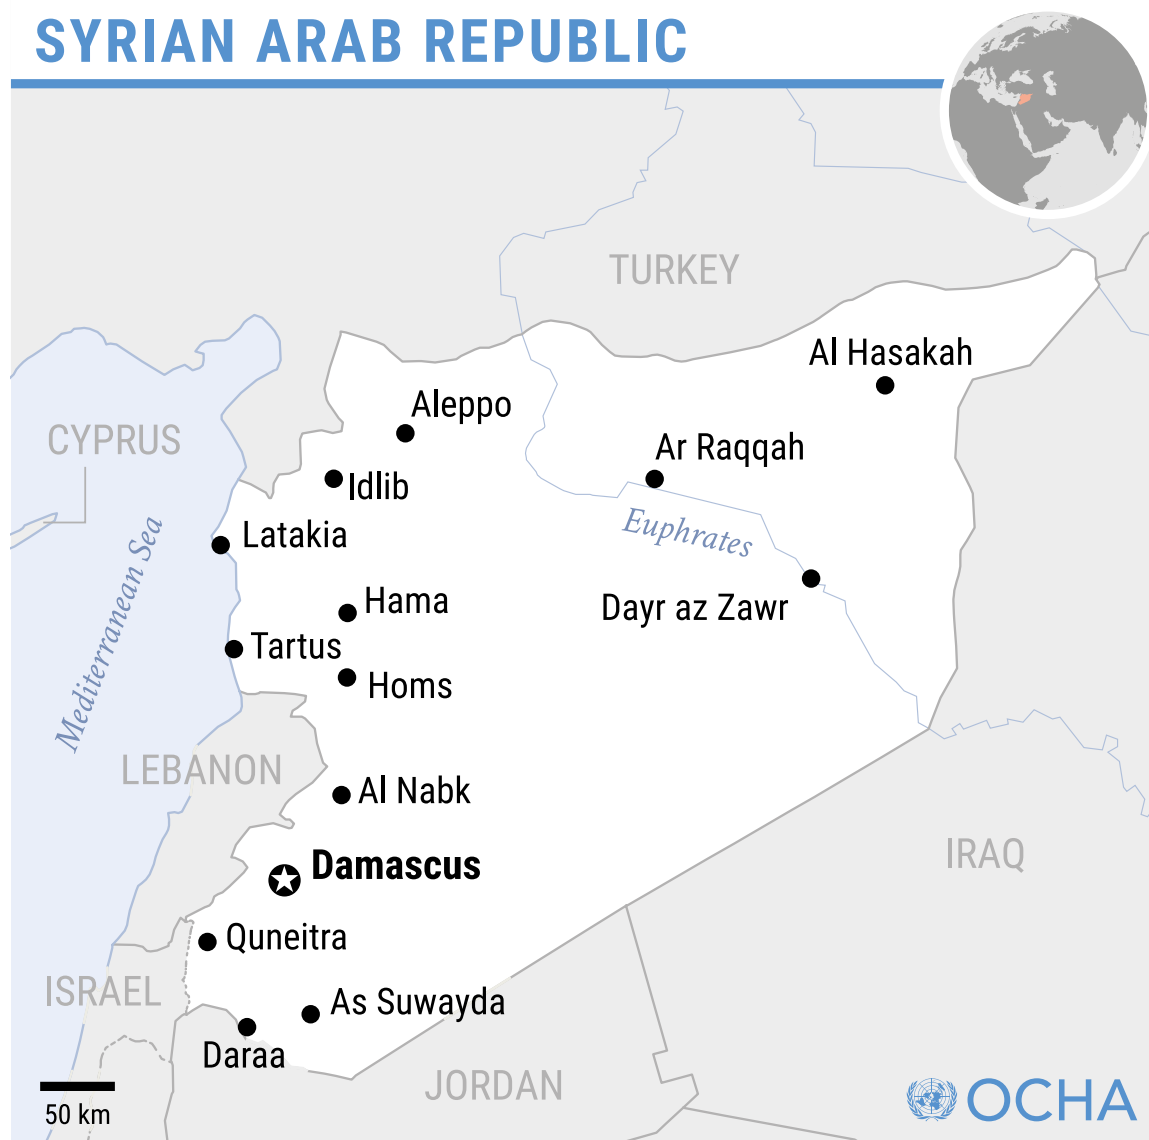 SYRIAN ARAB REPUBLIC
TURKEY
Al Hasakah
Aleppo
CYPRUS
Ar Raqqah
Idlib
Euphrates
Latakia
Mediterranean Sea
Hama
Dayr az Zawr
Tartus
Homs
LEBANON
Al Nabk
IRAQ
Damascus
Quneitra
ISRAEL
As Suwayda
Daraa
JORDAN
50 km
OCHA